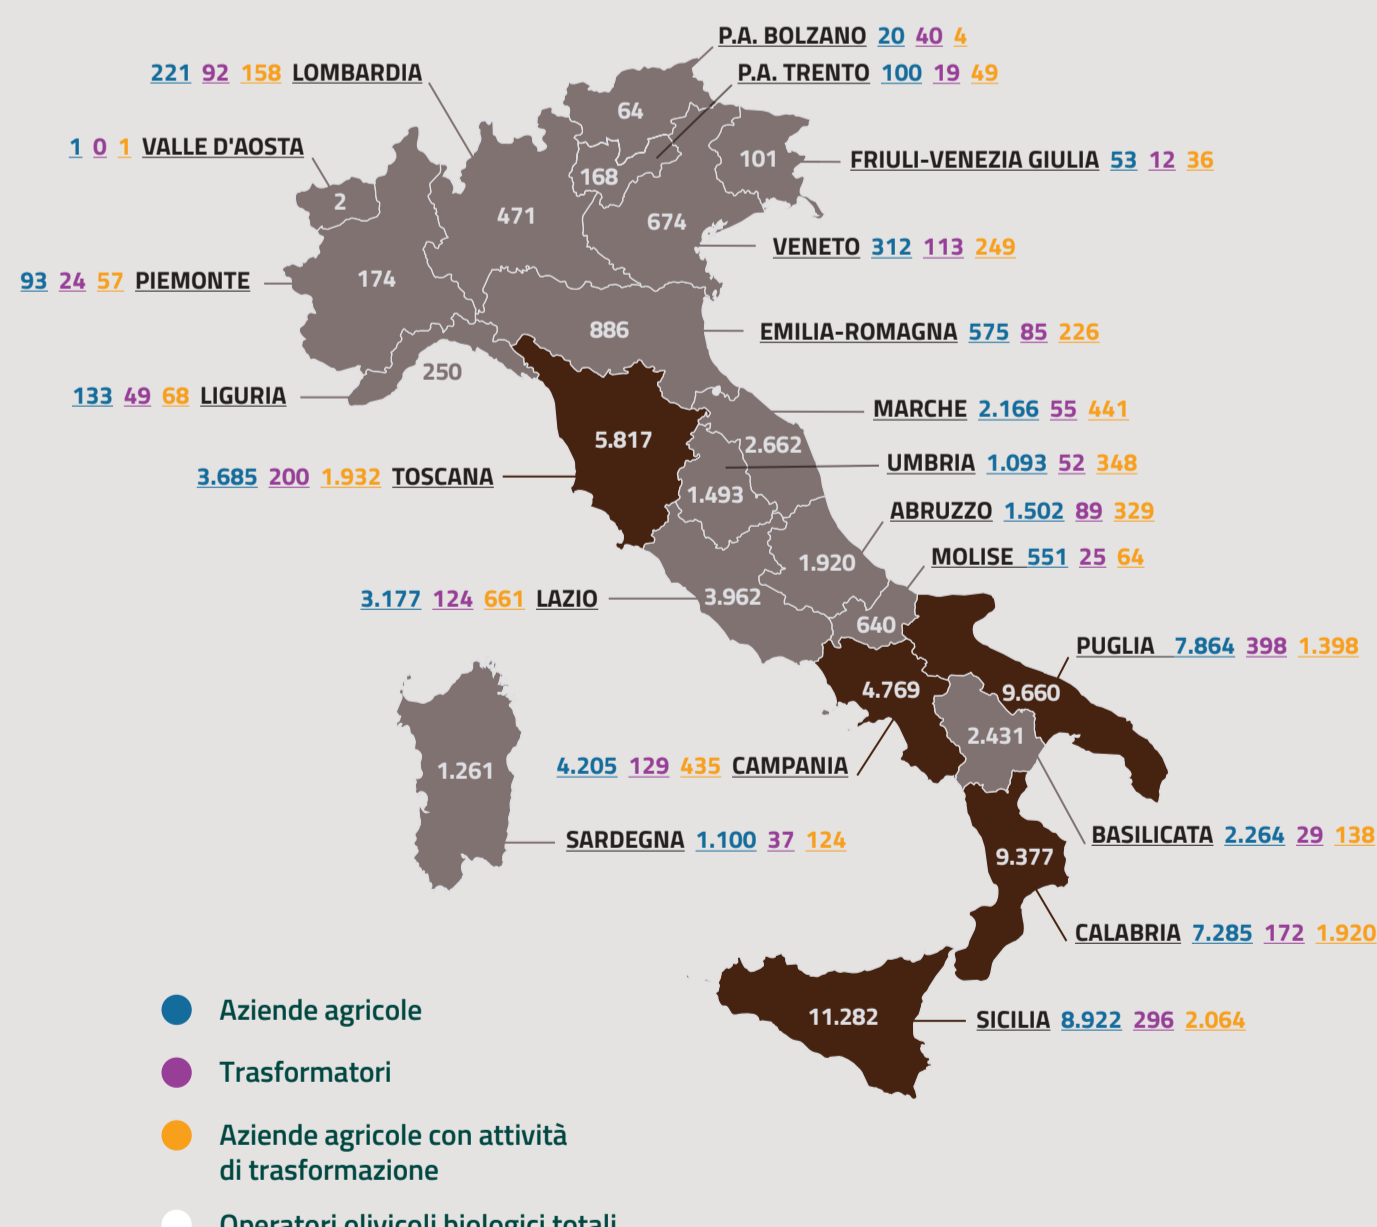 P.A. BOLZANO 20 40 4
221 92 158 LOMBARDIA
P.A. TRENTO 100 19 49
64
1 0 1 VALLE D'AOSTA
101
FRIULI-VENEZIA GIULIA 53 12 36
168
2
471
674
VENETO 312 113 249
93 24 57 PIEMONTE
174
886
EMILIA-ROMAGNA 575 85 226
250
133 49 68 LIGURIA
MARCHE 2.166 55 441
5.817
2.662
UMBRIA 1.093 52 348
3.685 200 1.932 TOSCANA
1.493
ABRUZZO 1.502 89 329
MOLISE 551 25 64
1.920
3.177 124 661 LAZIO
3.962
640
PUGLIA 7.864 398 1.398
4.769
9.660
2.431
4.205 129 435 CAMPANIA
1.261
BASILICATA 2.264 29 138
SARDEGNA 1.100 37 124
9.377
CALABRIA 7.285 172 1.920
11.282
SICILIA 8.922 296 2.064
Aziende agricole
Trasformatori
Aziende agricole con attività
di trasformazione
Operatori olivicoli biologici totali